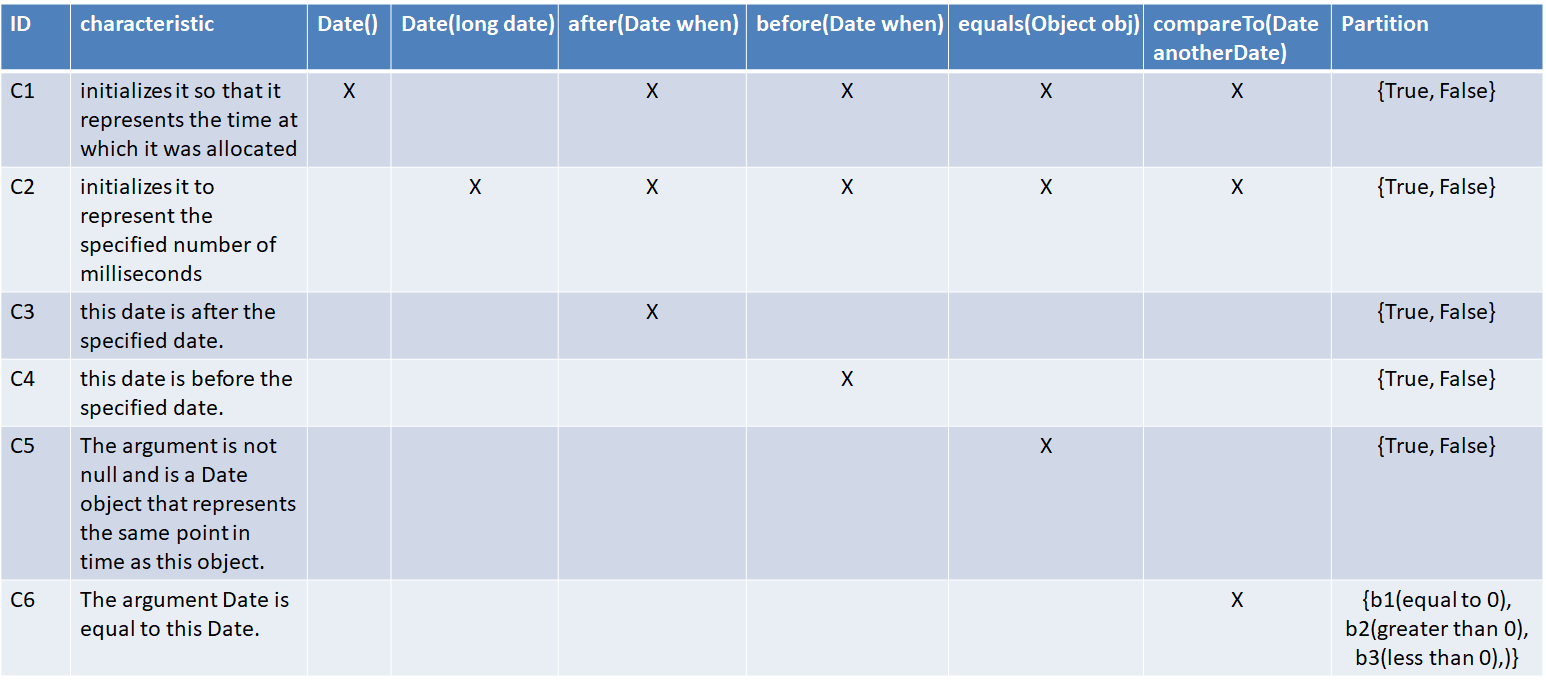 ID characteristic Date() Date(long date) after(Date when) before(Date when) equals(Object obj) compareTo(Date Partition
anotherDate)
C1 initializes it so that it X X X X X {True, False}
represents the time at
which it was allocated
C2 initializes it to X X X X X {True, False}
represent the
specified number of
milliseconds
C3 this date is after the X {True, False}
specified date.
C4 this date is before the X {True, False}
specified date.
C5 The argument is not X {True, False}
null and is a Date
object that represents
the same point in
time as this object.
C6 The argument Date is X {b1(equal to 0),
equal to this Date. b2(greater than 0),
b3(less than 0),)}